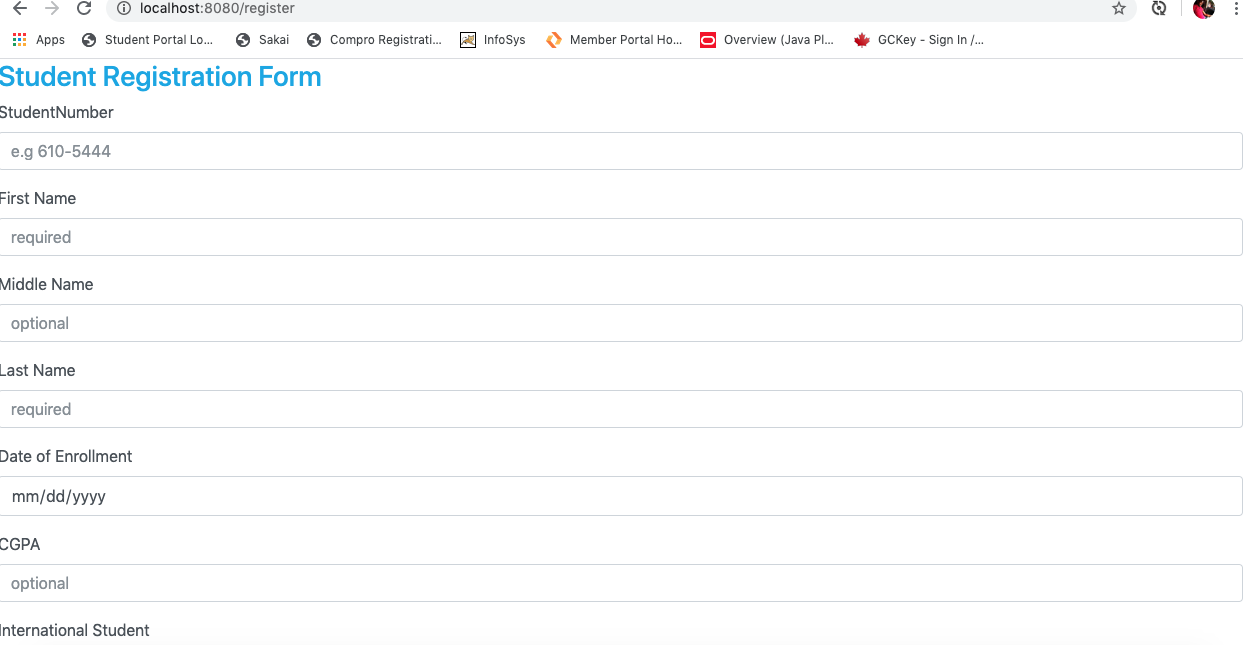 localhost:8080/register
Apps Student Portal Lo... Sakai Compro Registrati... InfoSys Member Portal Ho... Overview (Java Pl... GCKey - Sign In /...
Student Registration Form
StudentNumber
e.g 610-5444
First Name
required
Middle Name
optional
Last Name
required
Date of Enrollment
mm/dd/yyyy
CGPA
optional
International Student